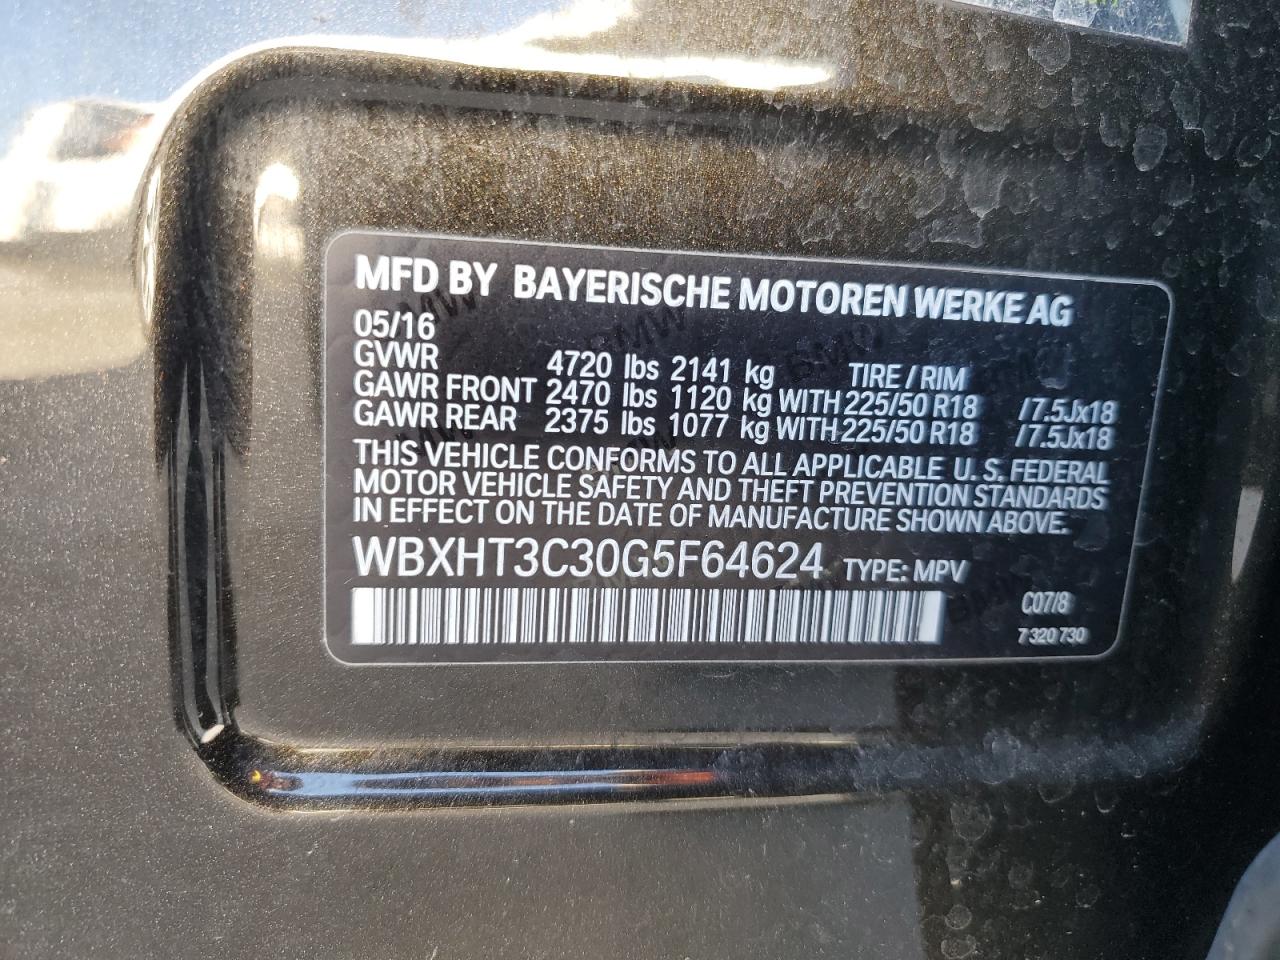 MFD BY BAYERISCHE MOTOREN WERKE AG
05/16
GVWR 4720 lbs 2141 kg TIRE / RIM
GAWR FRONT 2470 lbs 1120 kg WITH 225/50 R18 /7.5Jx18
GAWR REAR 2375 lbs 1077 kg WITH 225/50 R18 /7.5Jx18
THIS VEHICLE CONFORMS TO ALL APPLICABLE U.S. FEDERAL
MOTOR VEHICLE SAFETY AND THEFT PREVENTION STANDARDS
IN EFFECT ON THE DATE OF MANUFACTURE SHOWN ABOVE.
WBXHT3C30G5F64624 TYPE: MPV
C07/8
7 320 730